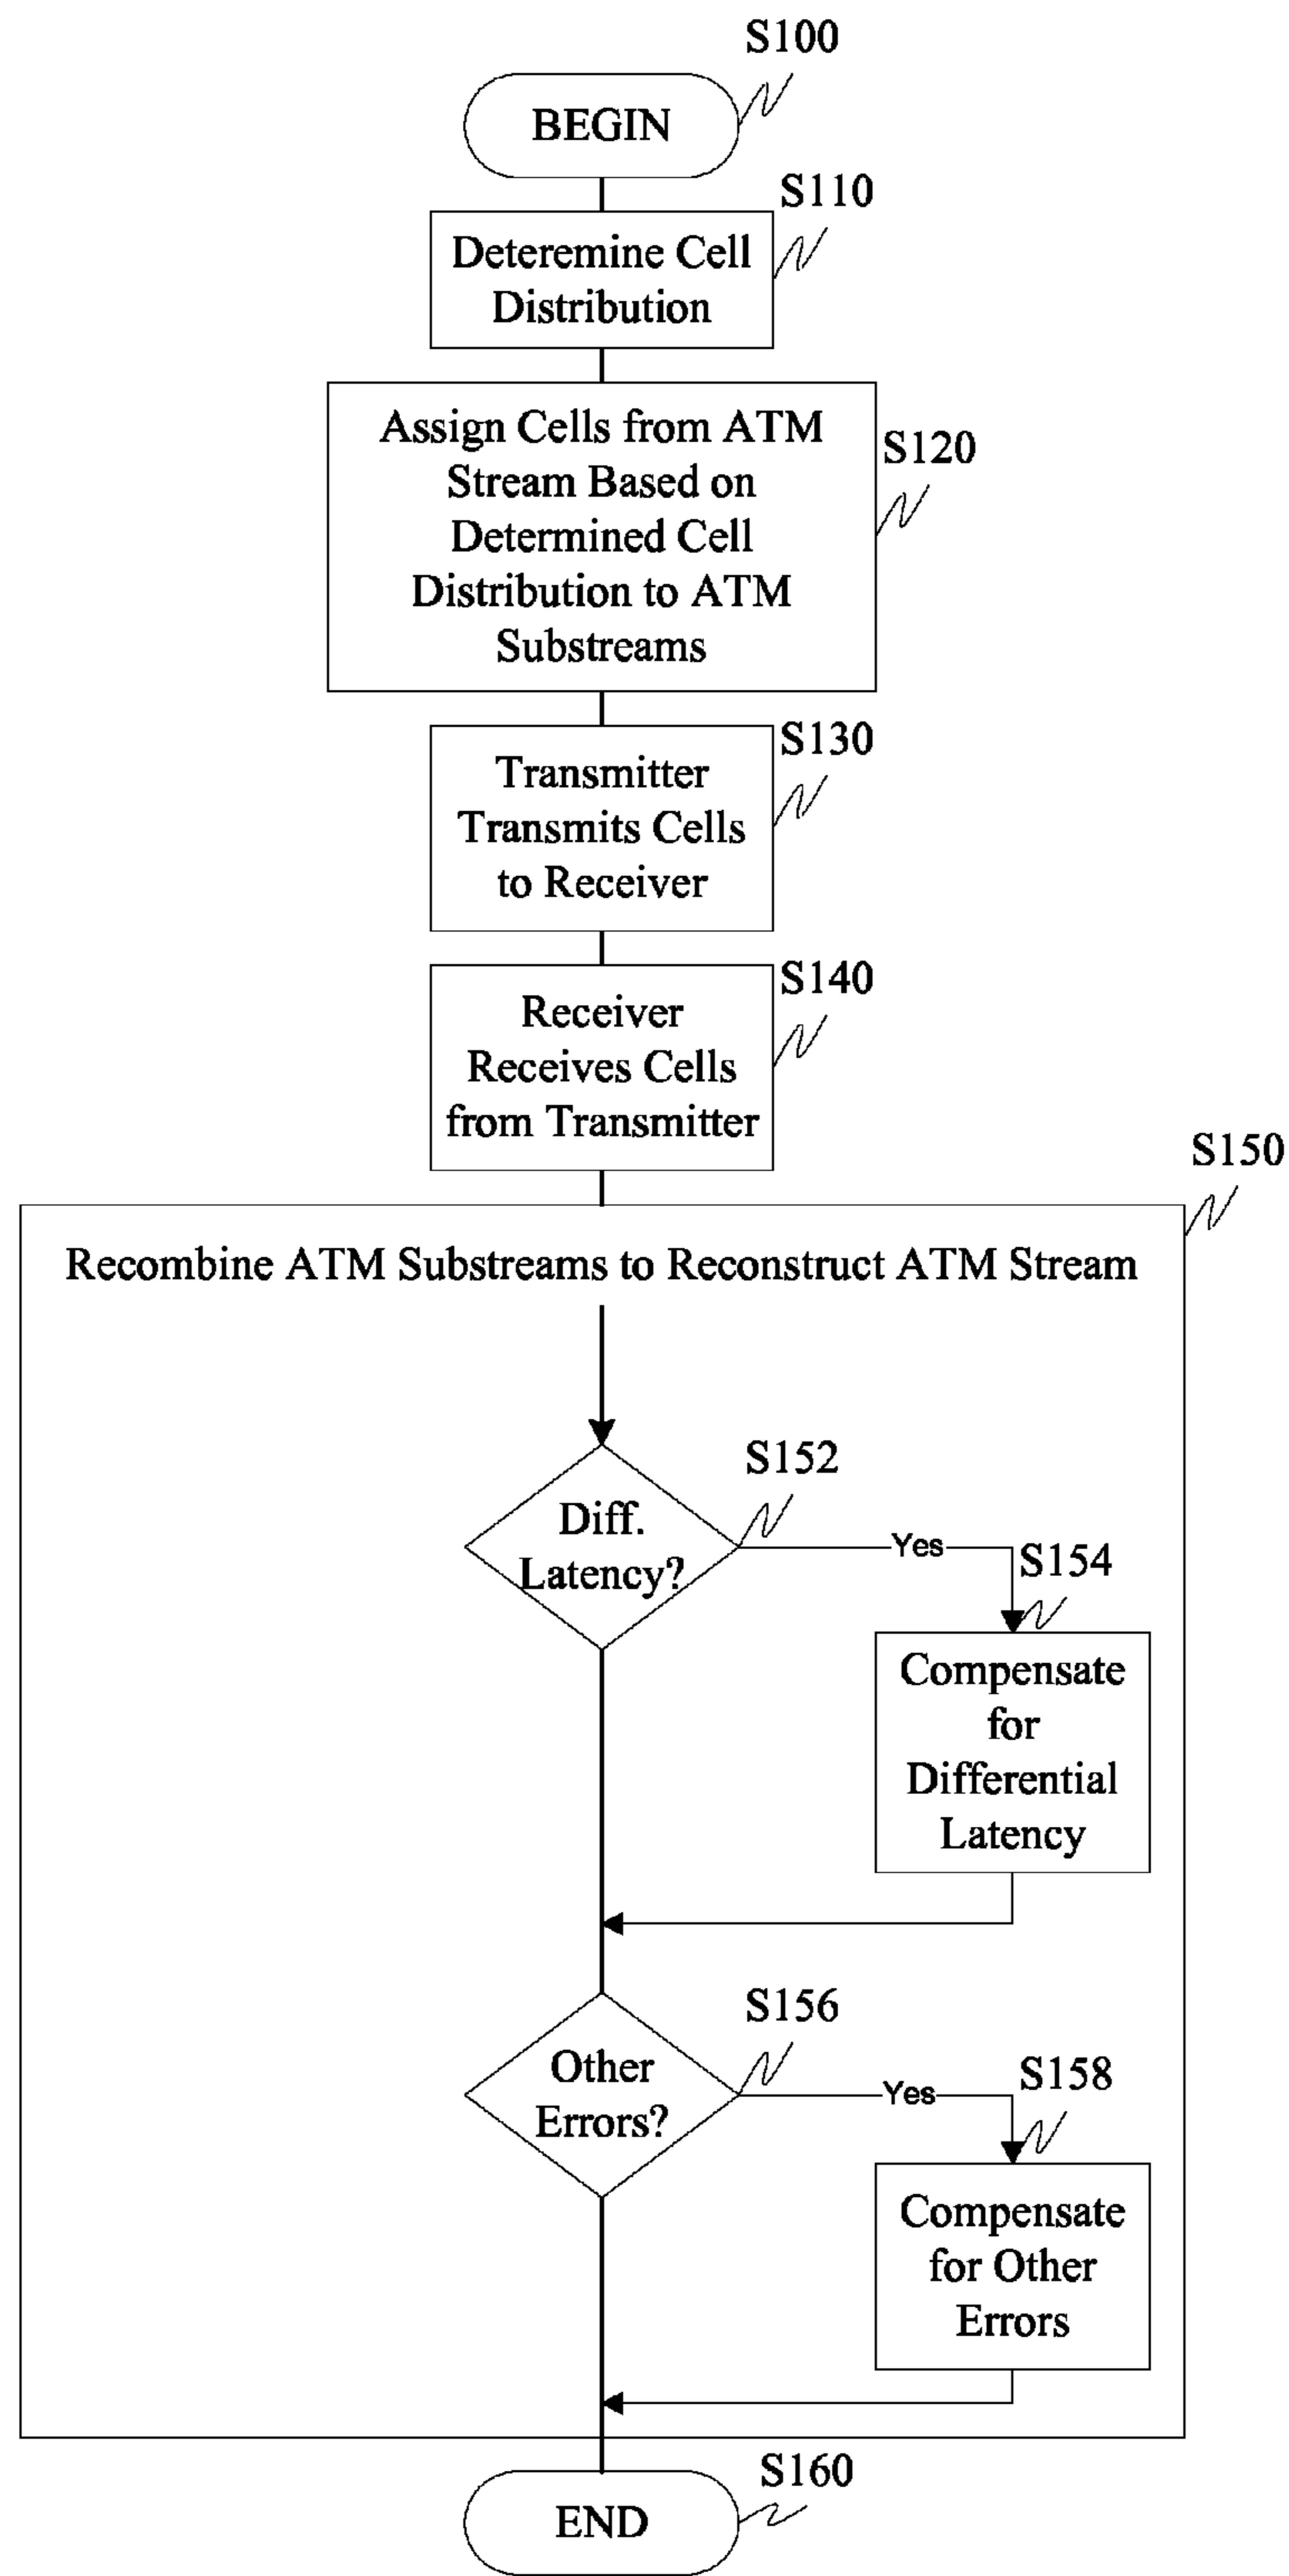 S100
BEGIN
S110
Deteremine Cell
Distribution
S120
Assign Cells from ATM
Stream Based on
Determined Cell
Distribution to ATM
Substreams
S130
Transmitter
Transmits Cells
to Receiver
S140
Receiver
Receives Cells
from Transmitter
S150
Recombine ATM Substreams to Reconstruct ATM Stream
S152
Diff.
Latency?
Yes
S154
Compensate
for
Differential
Latency
S156
Other
Errors?
Yes
S158
Compensate
for Other
Errors
S160
END